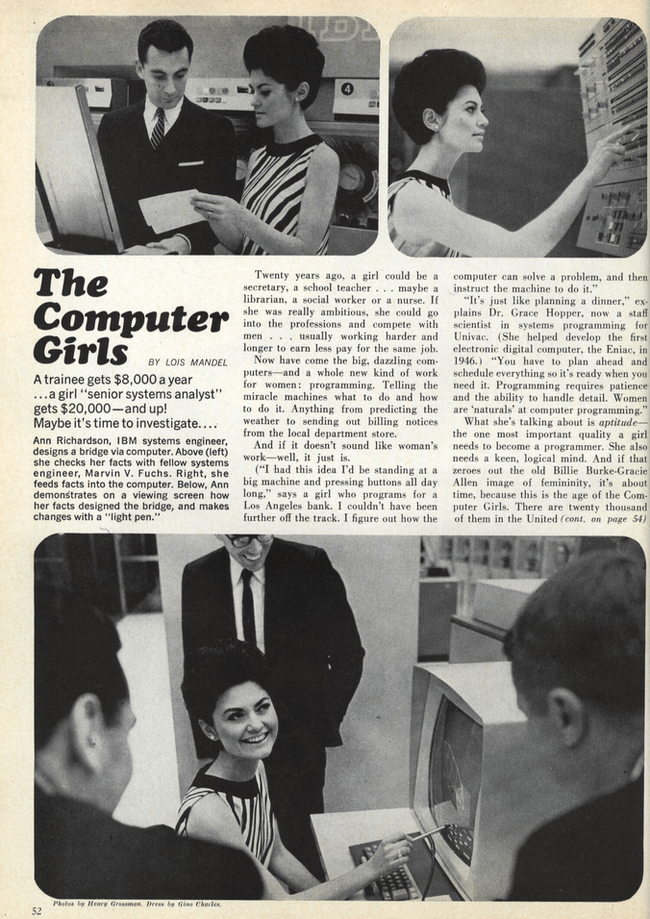 IBM
4
The
Computer
Girls
BY LOIS MANDEL
A trainee gets $8,000 a year
...a girl "senior systems analyst"
gets $20,000—and up!
Maybe it's time to investigate....
Ann Richardson, IBM systems engineer,
designs a bridge via computer. Above (left)
she checks her facts with fellow systems
engineer, Marvin V. Fuchs. Right, she
feeds facts into the computer. Below, Ann
demonstrates on a viewing screen how
her facts designed the bridge, and makes
changes with a "light pen."
Twenty years ago, a girl could be a
secretary, a school teacher . . . maybe a
librarian, a social worker or a nurse. If
she was really ambitious, she could go
into the professions and compete with
men . . . usually working harder and
longer to earn less pay for the same job.
Now have come the big, dazzling com-
puters—and a whole new kind of work
for women: programming. Telling the
miracle machines what to do and how
to do it. Anything from predicting the
weather to sending out billing notices
from the local department store.
And if it doesn't sound like woman's
work—well, it just is.
("I had this idea I'd be standing at a
big machine and pressing buttons all day
long," says a girl who programs for a
Los Angeles bank. I couldn't have been
further off the track. I figure out how the
computer can solve a problem, and then
instruct the machine to do it."
"It's just like planning a dinner," ex-
plains Dr. Grace Hopper, now a staff
scientist in systems programming for
Univac. (She helped develop the first
electronic digital computer, the Eniac, in
1946.) "You have to plan ahead and
schedule everything so it's ready when you
need it. Programming requires patience
and the ability to handle detail. Women
are 'naturals' at computer programming."
What she's talking about is aptitude—
the one most important quality a girl
needs to become a programmer. She also
needs a keen, logical mind. And if that
zeroes out the old Billie Burke-Gracie
Allen image of femininity, it's about
time, because this is the age of the Com-
puter Girls. There are twenty thousand
of them in the United (cont. on page 54)
Photos by Henry Grossman. Dress by Gino Charles.
52